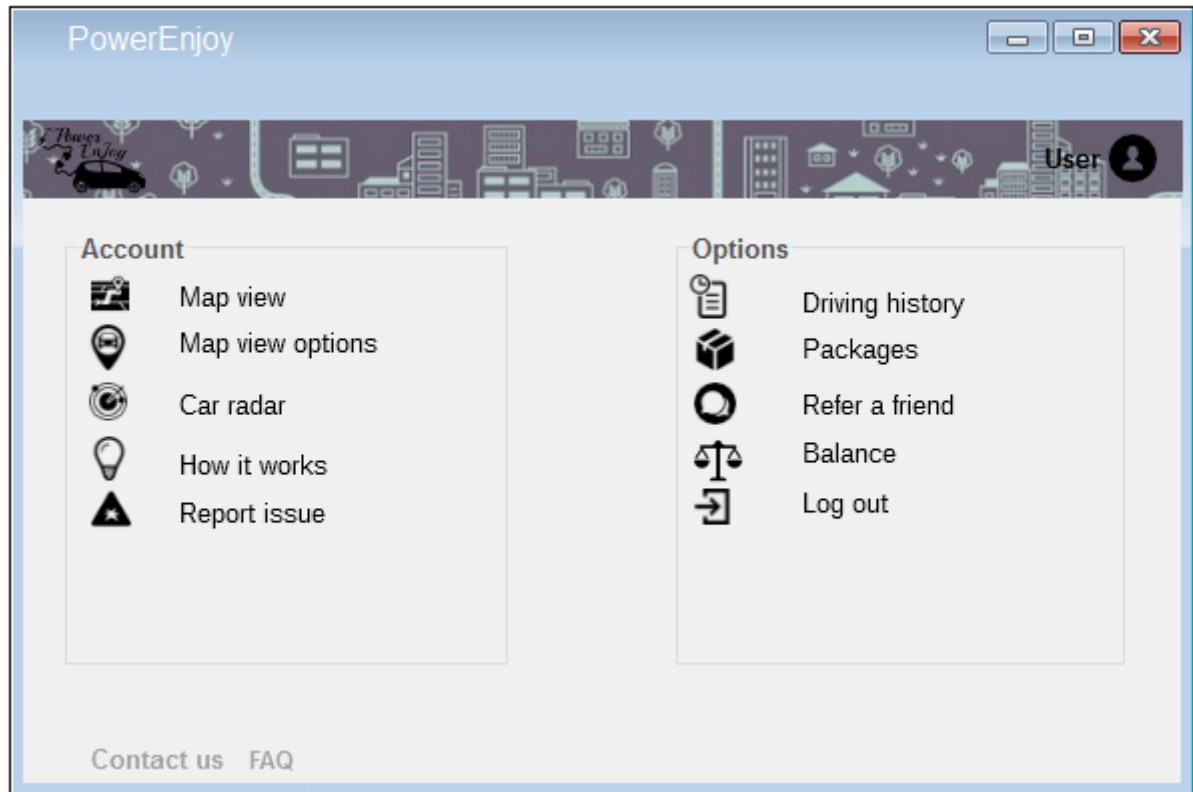 PowerEnjoy
Power
Enjoy
User
Account
Map view
Map view options
Car radar
How it works
Report issue
Options
Driving history
Packages
Refer a friend
Balance
Log out
Contact us FAQ